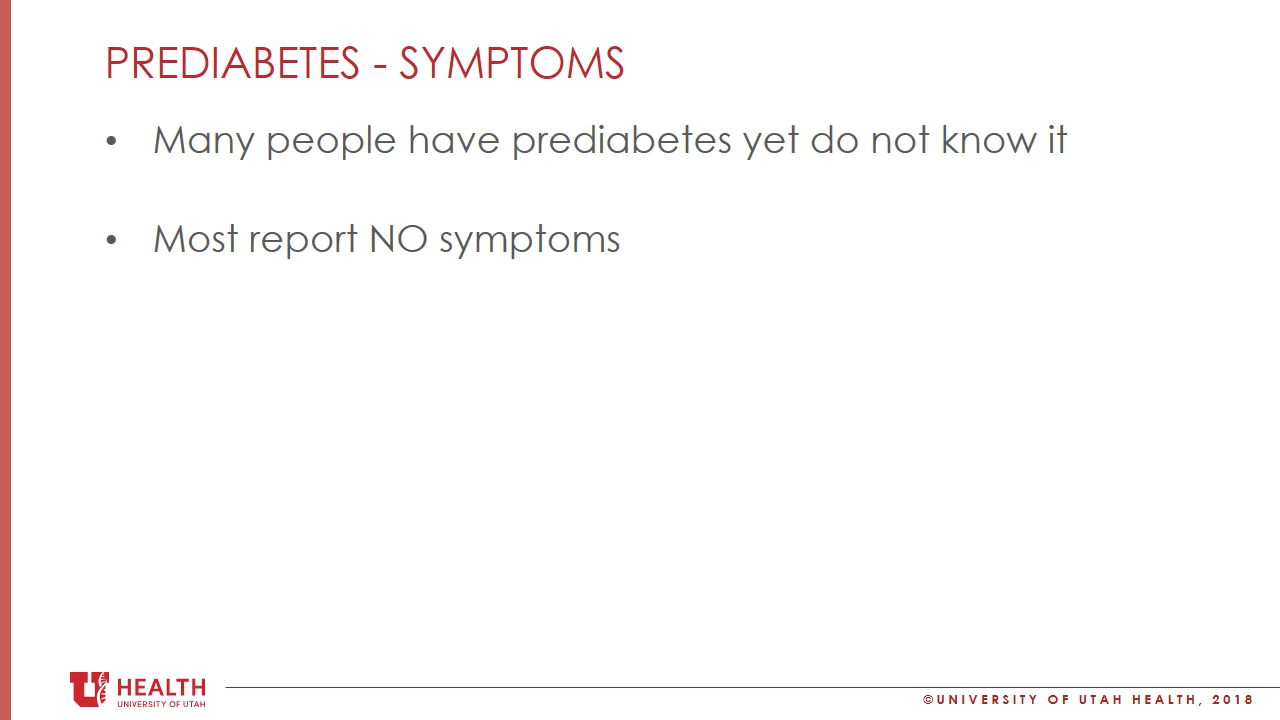 PREDIABETES - SYMPTOMS
• Many people have prediabetes yet do not know it
• Most report NO symptoms
U HEALTH
UNIVERSITY OF UTAH
©UNIVERSITY OF UTAH HEALTH, 2018